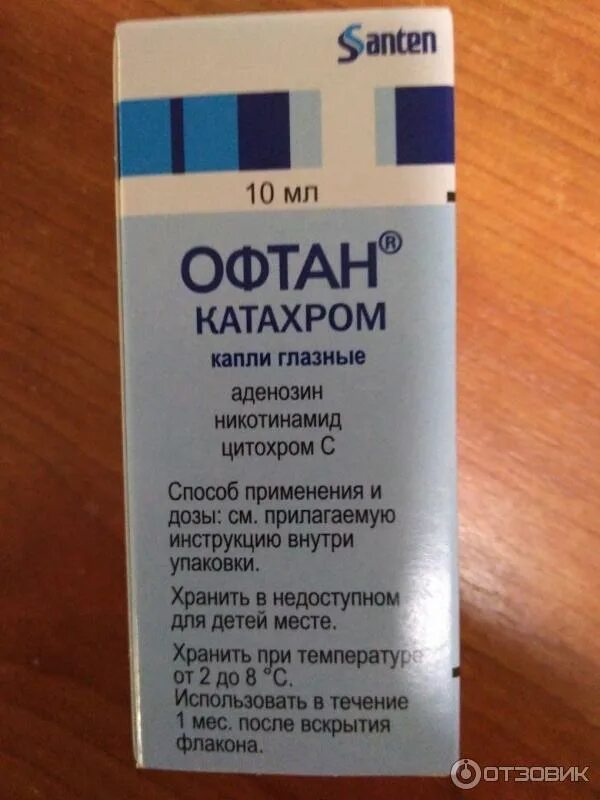 Santen
10 мл
ОФТАН®
КАТАХРОМ
капли глазные
аденозин
никотинамид
цитохром С
Способ применения и
дозы: см. прилагаемую
инструкцию внутри
упаковки.
Хранить в недоступном
для детей месте.
Хранить при температуре
от 2 до 8 °С.
Использовать в течение
1 мес. после вскрытия
флакона.
ОТЗОВИК